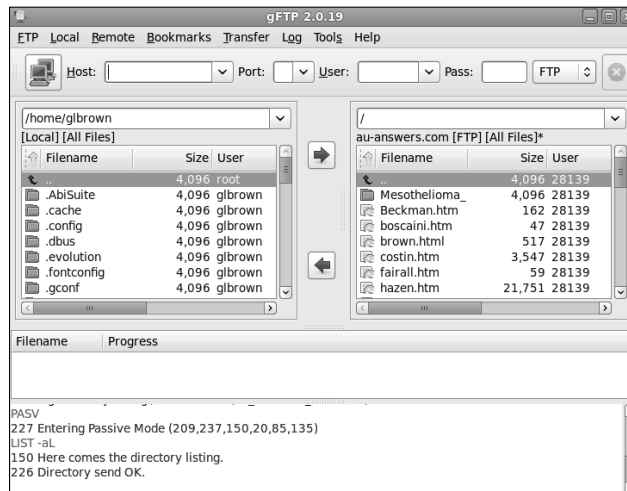 gFTP 2.0.19
FTP Local Remote Bookmarks Transfer Log Tools Help
Host: Port: User: Pass: FTP
/home/glbrown
[Local] [All Files]
Filename Size User
.. 4,096 root
.AbiSuite 4,096 glbrown
.cache 4,096 glbrown
.config 4,096 glbrown
.dbus 4,096 glbrown
.evolution 4,096 glbrown
.fontconfig 4,096 glbrown
.gconf 4,096 glbrown
/
au-answers.com [FTP] [All Files]*
Filename Size User
.. 4,096 28139
Mesothelioma_ 4,096 28139
Beckman.htm 162 28139
boscaini.htm 47 28139
brown.html 517 28139
costin.htm 3,547 28139
fairall.htm 59 28139
hazen.htm 21,751 28139
Filename Progress
PASV
227 Entering Passive Mode (209,237,150,20,85,135)
LIST -aL
150 Here comes the directory listing.
226 Directory send OK.